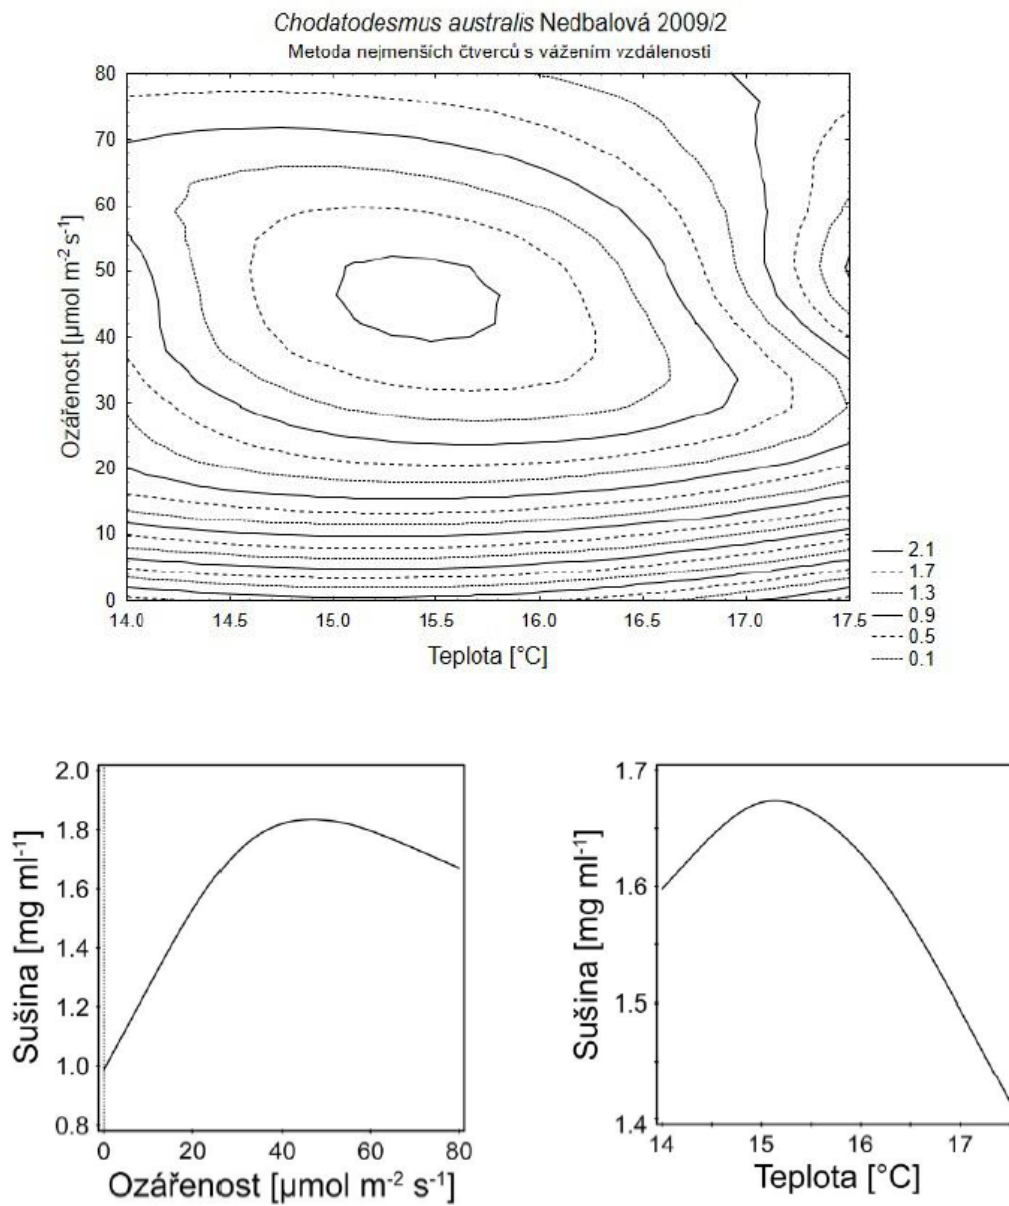 Chodatodesmus australis Nedbalová 2009/2
Metoda nejmenších čtverců s vážením vzdálenosti
80
70
60
50
40
30
20
10
0
Ozářenost [µmol m-2 s-1]
14.0 14.5 15.0 15.5 16.0 16.5 17.0 17.5
Teplota [°C]
2.1
1.7
1.3
0.9
0.5
0.1
2.0
1.8
1.6
1.4
1.2
1.0
0.8
Sušina [mg ml-1]
0 20 40 60 80
Ozářenost [µmol m-2 s-1]
1.7
1.6
1.5
1.4
Sušina [mg ml-1]
14 15 16 17
Teplota [°C]